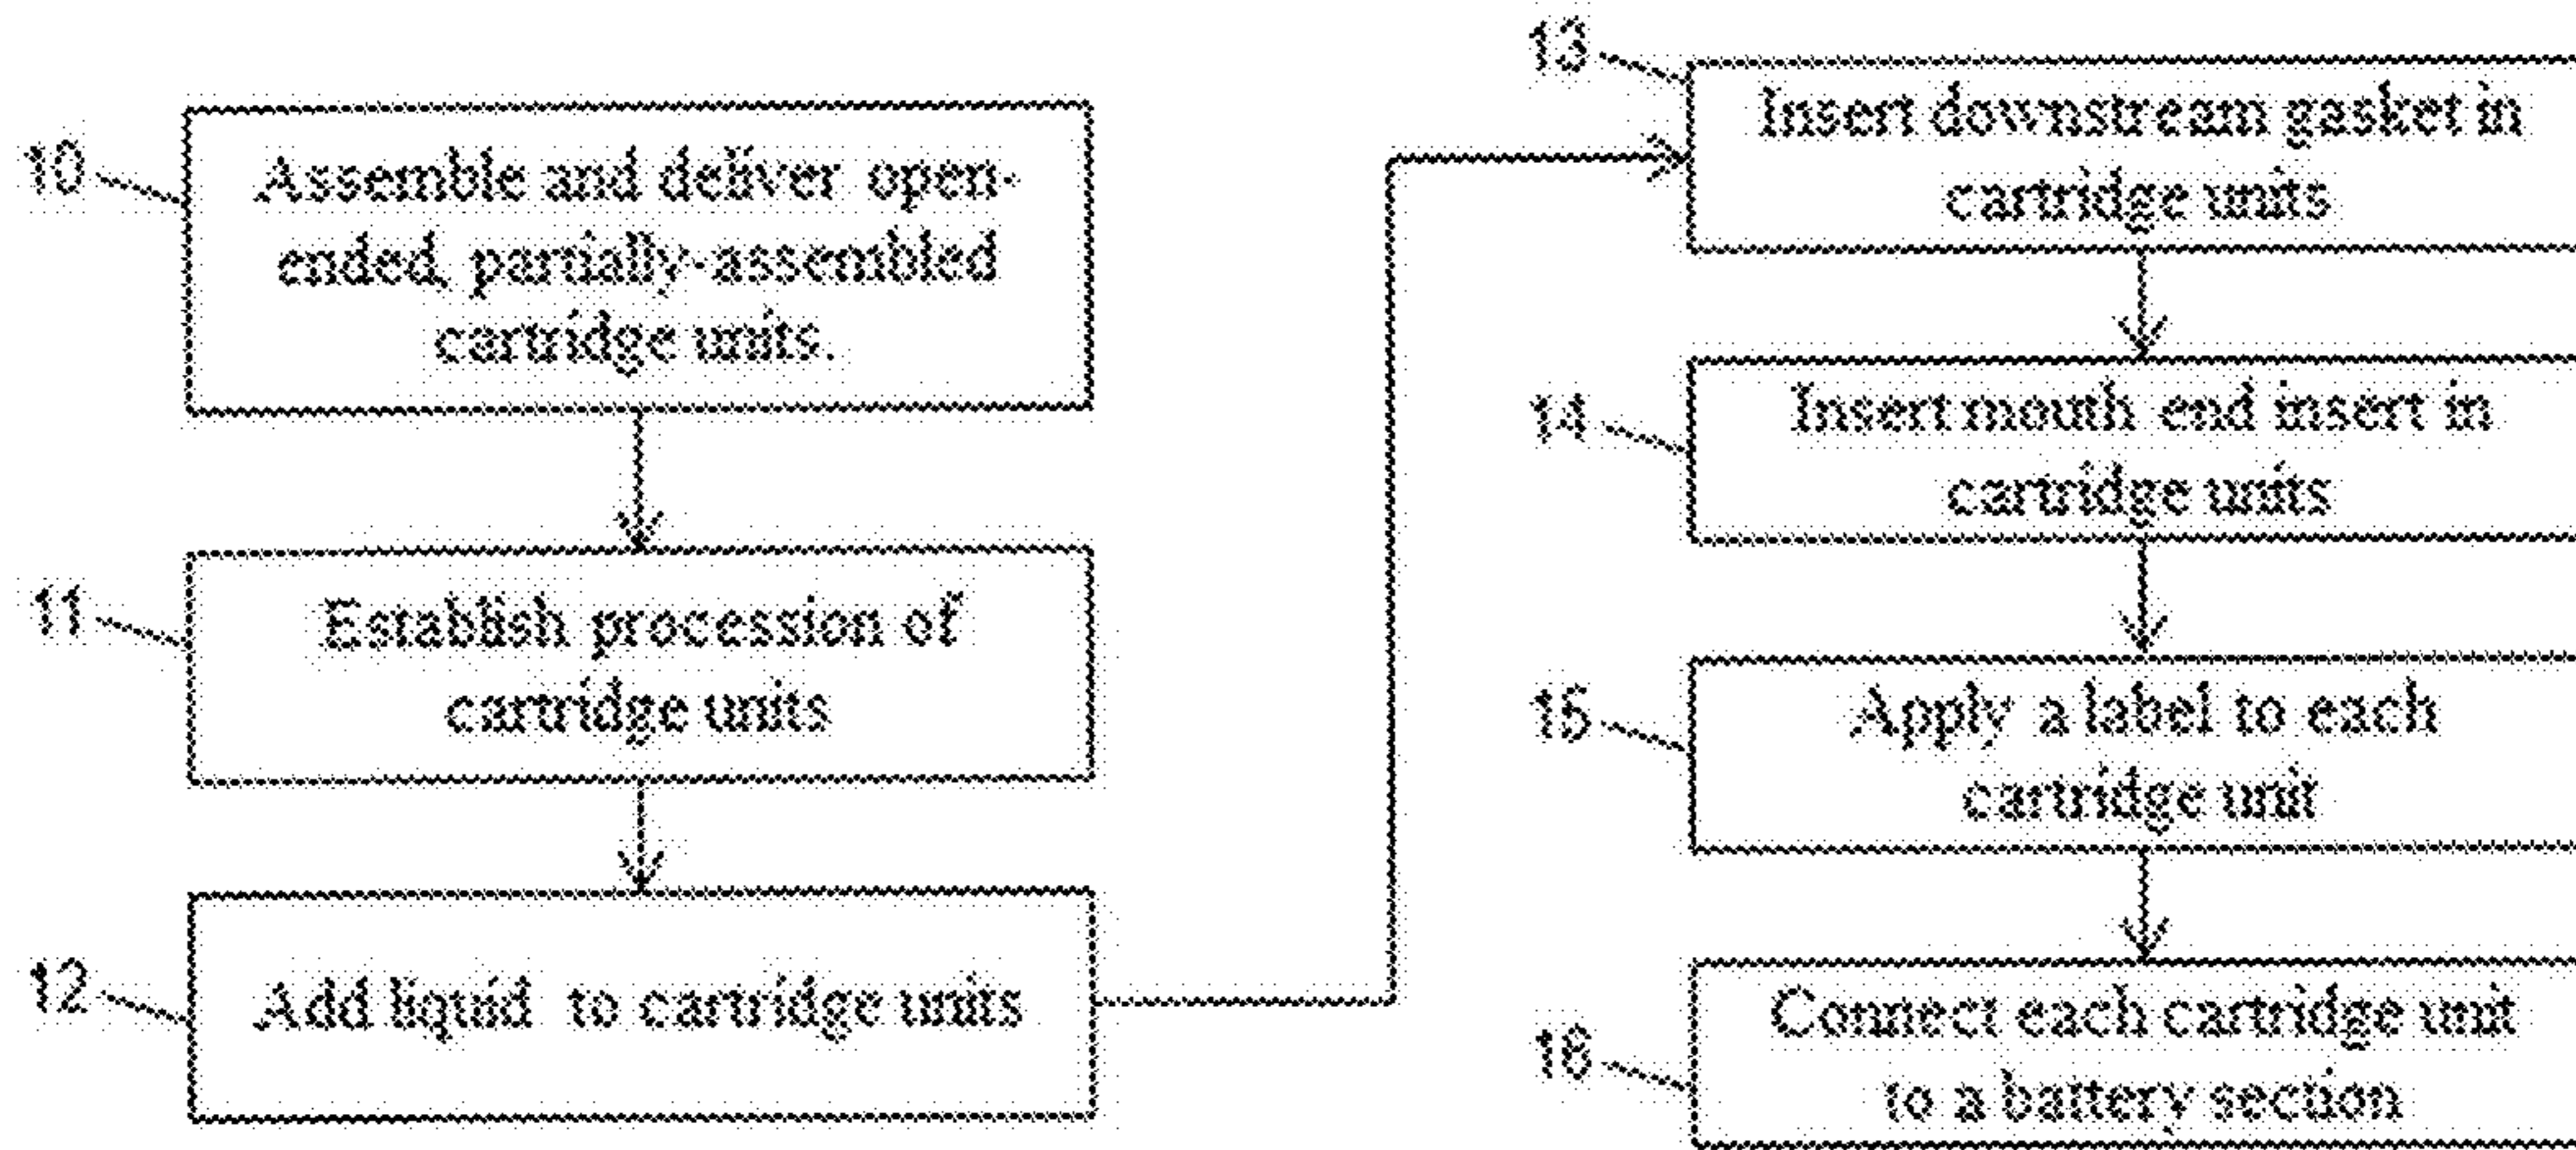 10
Assemble and deliver open-
ended, partially-assembled
cartridge units.
11
Establish procession of
cartridge units
12
Add liquid to cartridge units
13
Insert downstream gasket in
cartridge units
14
Insert mouth end insert in
cartridge units
15
Apply a label to each
cartridge unit
16
Connect each cartridge unit
to a battery section